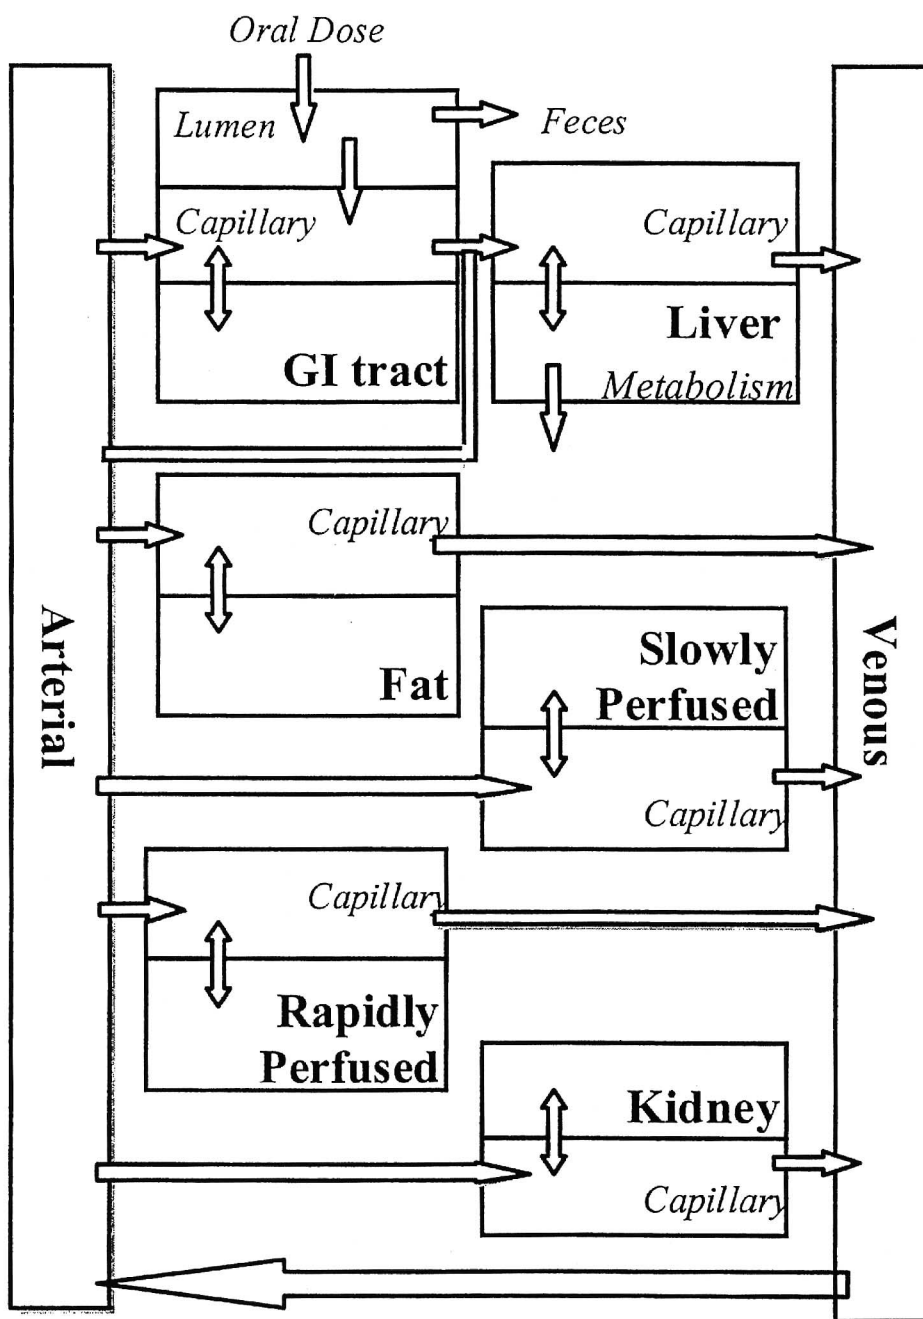 Oral Dose
Lumen
Feces
Capillary
Capillary
GI tract
Liver
Metabolism
Capillary
Fat
Slowly
Perfused
Capillary
Arterial
Venous
Capillary
Rapidly
Perfused
Kidney
Capillary